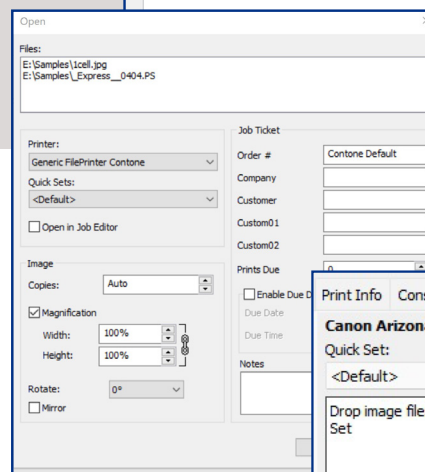 Open
Files:
E:\Samples\1cell.jpg
E:\Samples\_Express__0404.PS
Printer:
Generic FilePrinter Contone
Quick Sets:
<Default>
Open in Job Editor
Image
Copies:
Auto
Magnification
Width:
100%
Height:
100%
Rotate:
0°
Mirror
Job Ticket
Order #
Contone Default
Company
Customer
Custom01
Custom02
Prints Due
0
Enable Due D
Due Date
Due Time
Notes
Print Info
Cons
Canon Arizona
Quick Set:
<Default>
Drop image file
Set